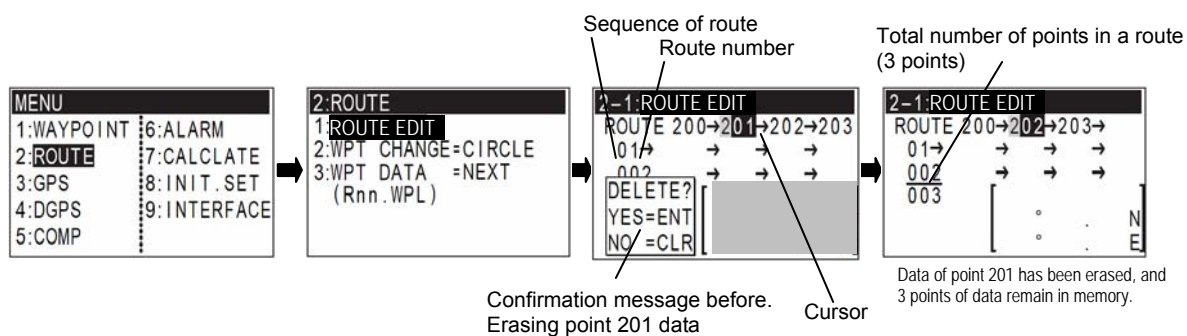 Sequence of route
Route number
Total number of points in a route
(3 points)
MENU
1:WAYPOINT 6:ALARM
2:ROUTE 7:CALCLATE
3:GPS 8:INIT.SET
4:DGPS 9:INTERFACE
5:COMP
2:ROUTE
1:ROUTE EDIT
2:WPT CHANGE=CIRCLE
3:WPT DATA =NEXT
(Rnn.WPL)
2-1:ROUTE EDIT
ROUTE 200→201→202→203
01→ → → →
002 → → →
DELETE?
YES=ENT
NO =CLR
2-1:ROUTE EDIT
ROUTE 200→202→203→
01→ → → →
002 → → →
003
° . N
° . E
Confirmation message before.
Erasing point 201 data
Cursor
Data of point 201 has been erased, and
3 points of data remain in memory.